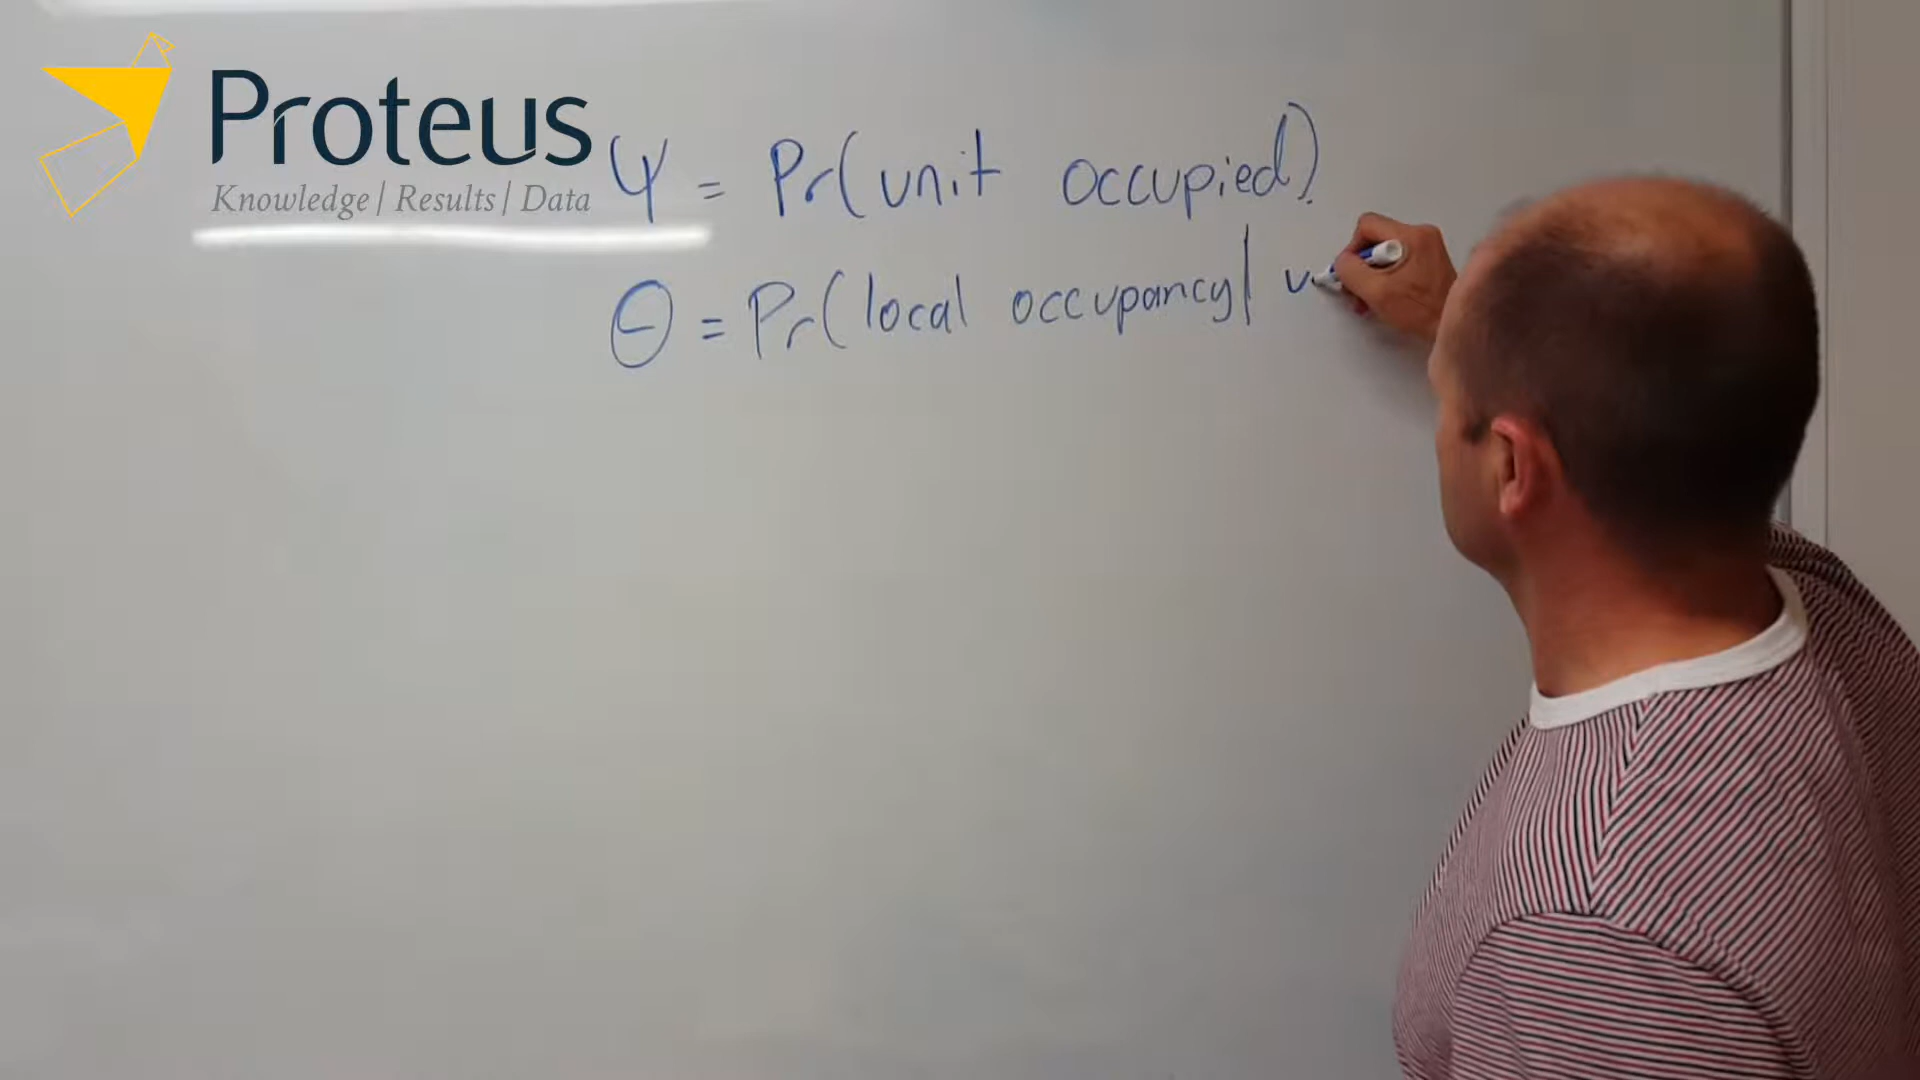 Proteus
Knowledge | Results | Data
ψ = Pr(unit occupied)
θ = Pr(local occupancy|